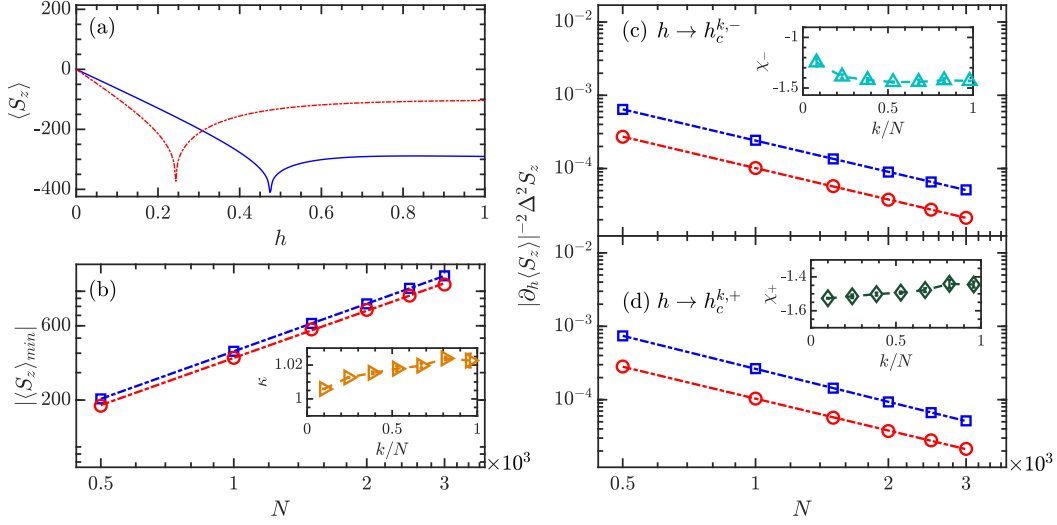 (a)
200
0
-200
-400
⟨S_z⟩
0 0.2 0.4 0.6 0.8 1
h
(b)
600
200
|⟨S_z⟩_min|
0.5 1 2 3
×10^3
N
1.02
1
κ
0 0.5 1
k/N
(c) h → h_c^{k,−}
10^−2
10^−3
10^−4
|∂_h⟨S_z⟩|^−2 Δ^2 S_z
-1
-1.5
χ_−
0 0.5 1
k/N
(d) h → h_c^{k,+}
10^−2
10^−3
10^−4
-1.4
-1.6
χ_+
0 0.5 1
k/N
0.5 1 2 3
×10^3
N